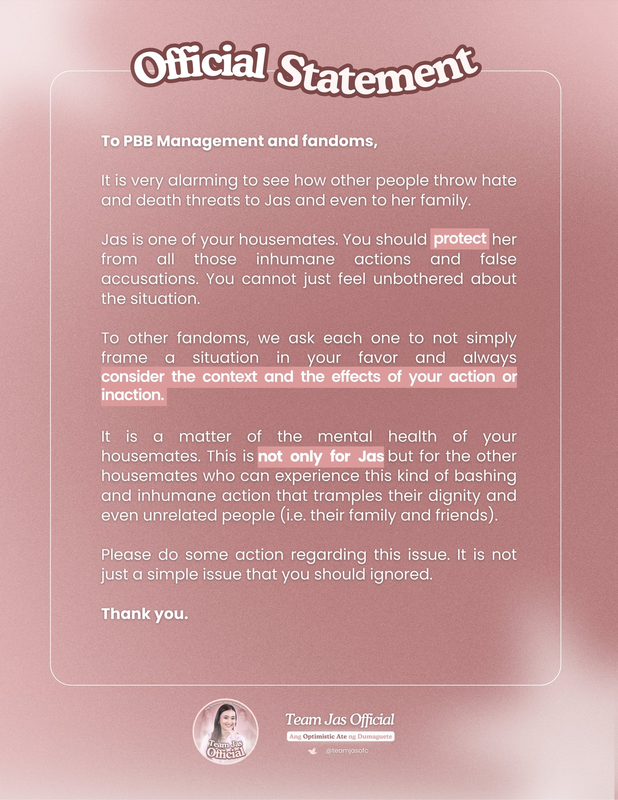 Official Statement
To PBB Management and fandoms,
It is very alarming to see how other people throw hate
and death threats to Jas and even to her family.
Jas is one of your housemates. You should protect her
from all those inhumane actions and false
accusations. You cannot just feel unbothered about
the situation.
To other fandoms, we ask each one to not simply
frame a situation in your favor and always
consider the context and the effects of your action or
inaction.
It is a matter of the mental health of your
housemates. This is not only for Jas but for the other
housemates who can experience this kind of bashing
and inhumane action that tramples their dignity and
even unrelated people (i.e. their family and friends).
Please do some action regarding this issue. It is not
just a simple issue that you should ignored.
Thank you.
Team Jas
Official
Team Jas Official
Ang Optimistic Ate ng Dumaguete
@teamjasofc